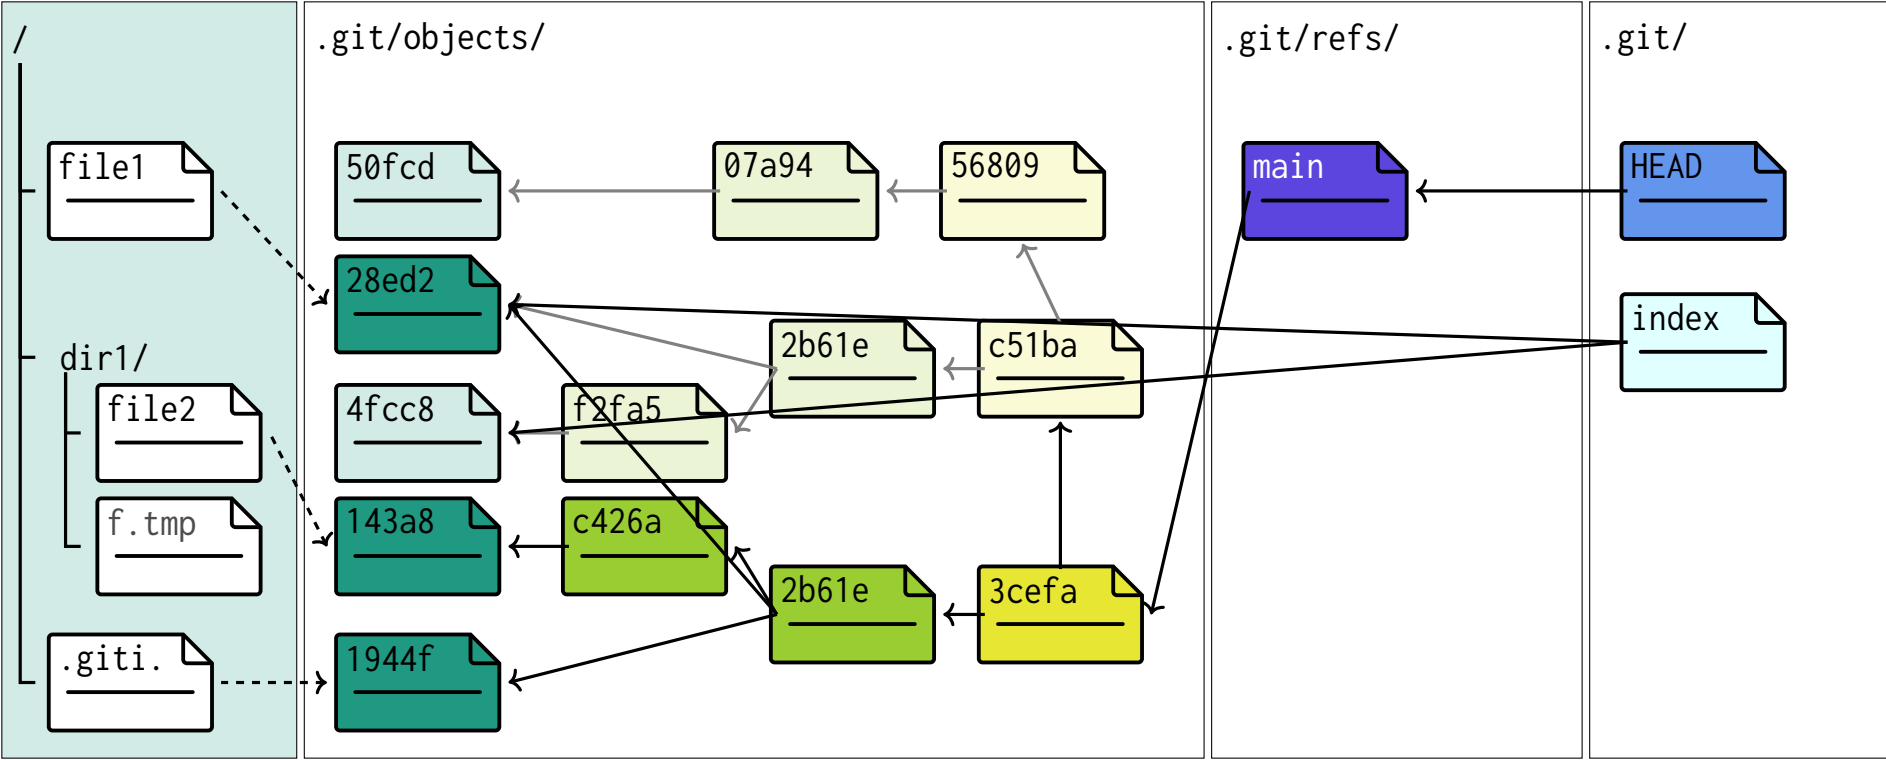 /
.git/objects/
.git/refs/
.git/
file1
50fcd
07a94
56809
main
HEAD
28ed2
index
dir1/
2b61e
c51ba
file2
4fcc8
f2fa5
f.tmp
143a8
c426a
2b61e
3cefa
.giti.
1944f